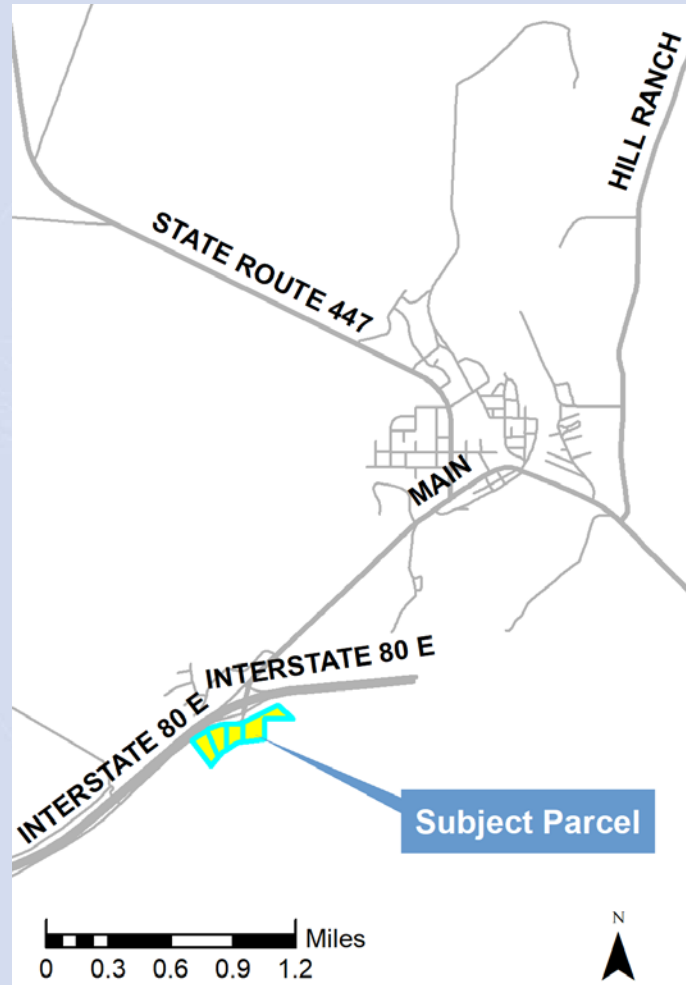 HILL RANCH
STATE ROUTE 447
MAIN
INTERSTATE 80 E
INTERSTATE 80 E
Subject Parcel
Miles
0 0.3 0.6 0.9 1.2
N